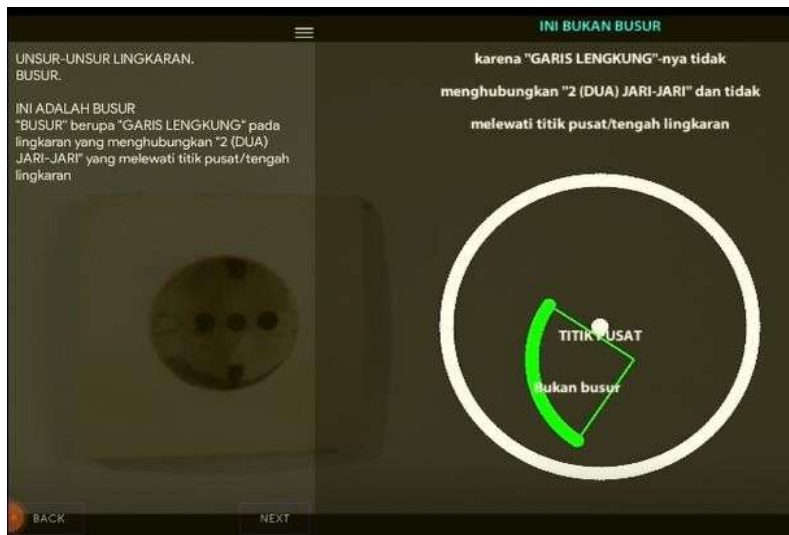 UNSUR-UNSUR LINGKARAN.
BUSUR.
INI ADALAH BUSUR
"BUSUR" berupa "GARIS LENGKUNG" pada
lingkaran yang menghubungkan "2 (DUA)
JARI-JARI" yang melewati titik pusat/tengah
lingkaran
BACK
NEXT
INI BUKAN BUSUR
karena "GARIS LENGKUNG"-nya tidak
menghubungkan "2 (DUA) JARI-JARI" dan tidak
melewati titik pusat/tengah lingkaran
TITIK PUSAT
Bukan busur